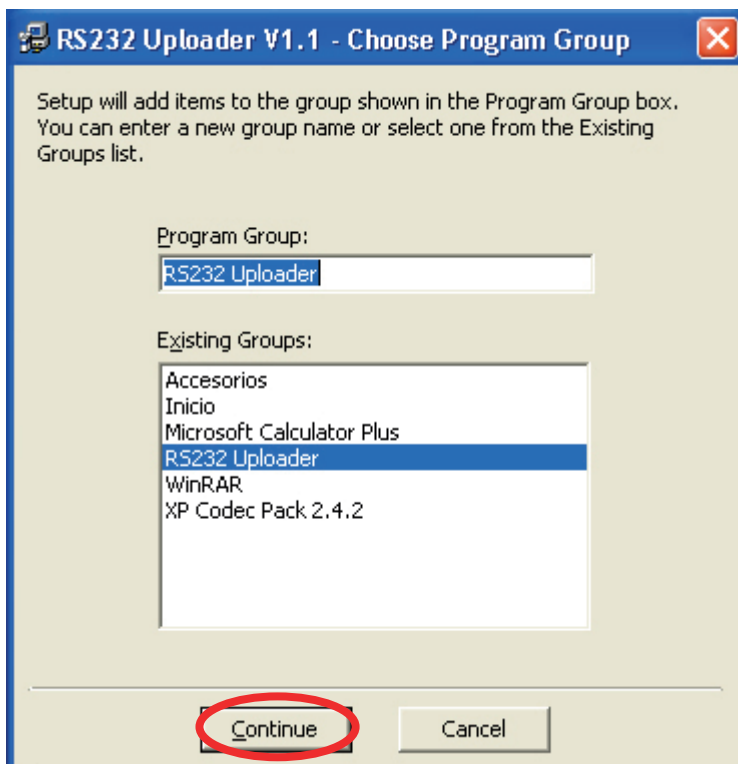 RS232 Uploader V1.1 - Choose Program Group
Setup will add items to the group shown in the Program Group box.
You can enter a new group name or select one from the Existing
Groups list.
Program Group:
RS232 Uploader
Existing Groups:
Accesorios
Inicio
Microsoft Calculator Plus
RS232 Uploader
WinRAR
XP Codec Pack 2.4.2
Continue
Cancel